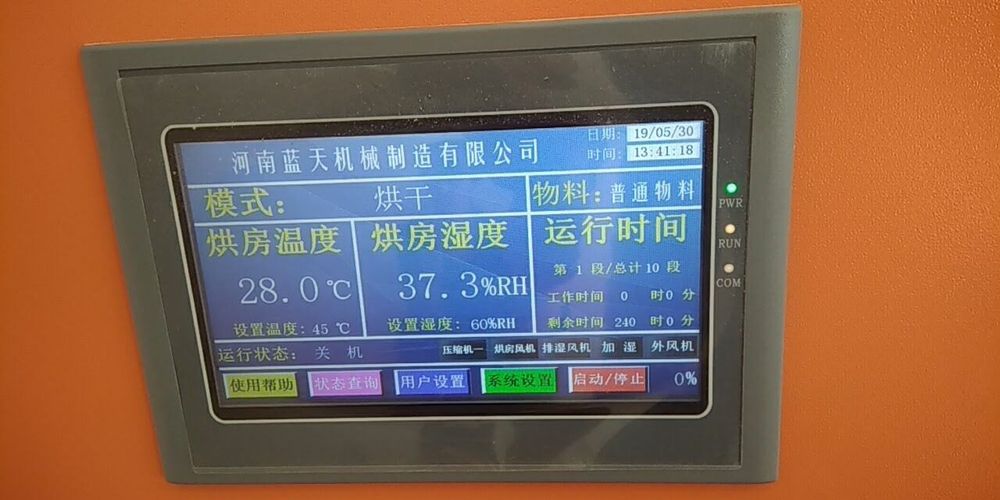 日期: 19/05/30
河南蓝天机械制造有限公司
时间: 13:41:18
模式: 烘干 物料: 普通物料
烘房温度 烘房湿度 运行时间
28.0℃ 37.3%RH 第 1 段/总计10 段
工作时间 0 时0 分
设置温度: 45 ℃ 设置湿度: 60%RH 剩余时间 240 时0 分
运行状态: 关 机 压缩机一 烘房风机 排湿风机 加 湿 外风机
使用帮助 状态查询 用户设置 系统设置 启动/停止 0%
PWR
RUN
COM